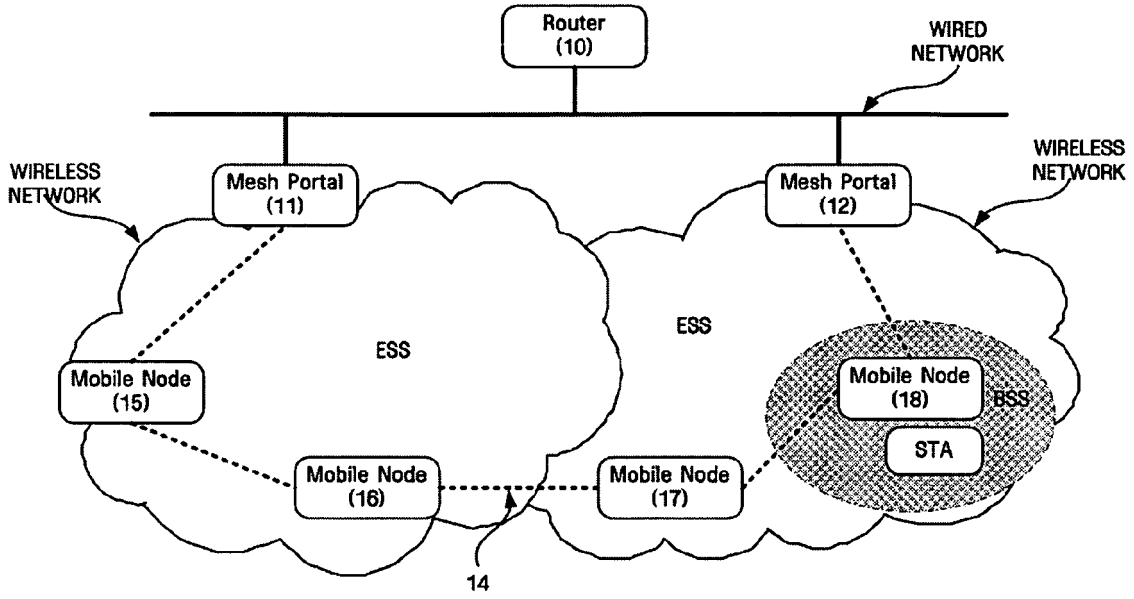 Router
(10)
WIRED
NETWORK
WIRELESS
NETWORK
Mesh Portal
(11)
Mesh Portal
(12)
WIRELESS
NETWORK
ESS
ESS
Mobile Node
(15)
Mobile Node
(18)
BSS
STA
Mobile Node
(16)
Mobile Node
(17)
14